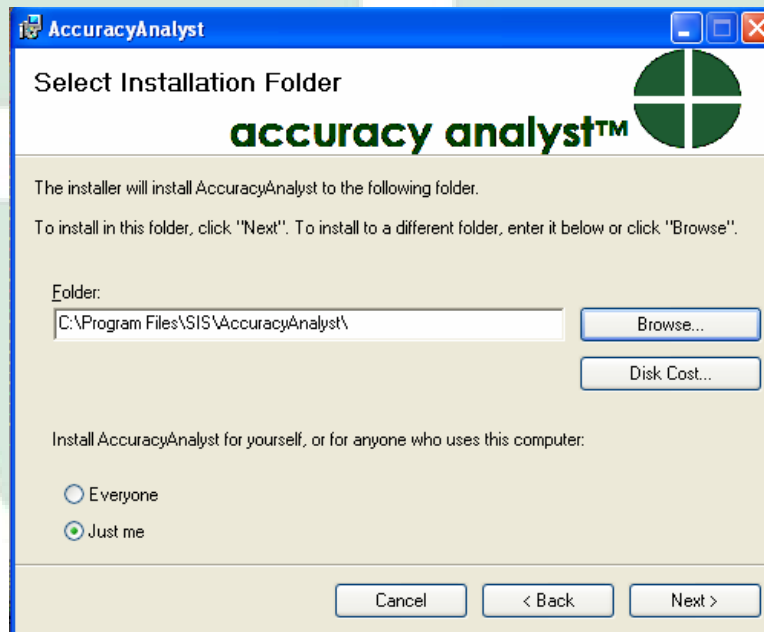 AccuracyAnalyst
Select Installation Folder
accuracy analyst™
The installer will install AccuracyAnalyst to the following folder.
To install in this folder, click "Next". To install to a different folder, enter it below or click "Browse".
Folder:
C:\Program Files\SIS\AccuracyAnalyst\
Browse...
Disk Cost...
Install AccuracyAnalyst for yourself, or for anyone who uses this computer:
Everyone
Just me
Cancel
< Back
Next >